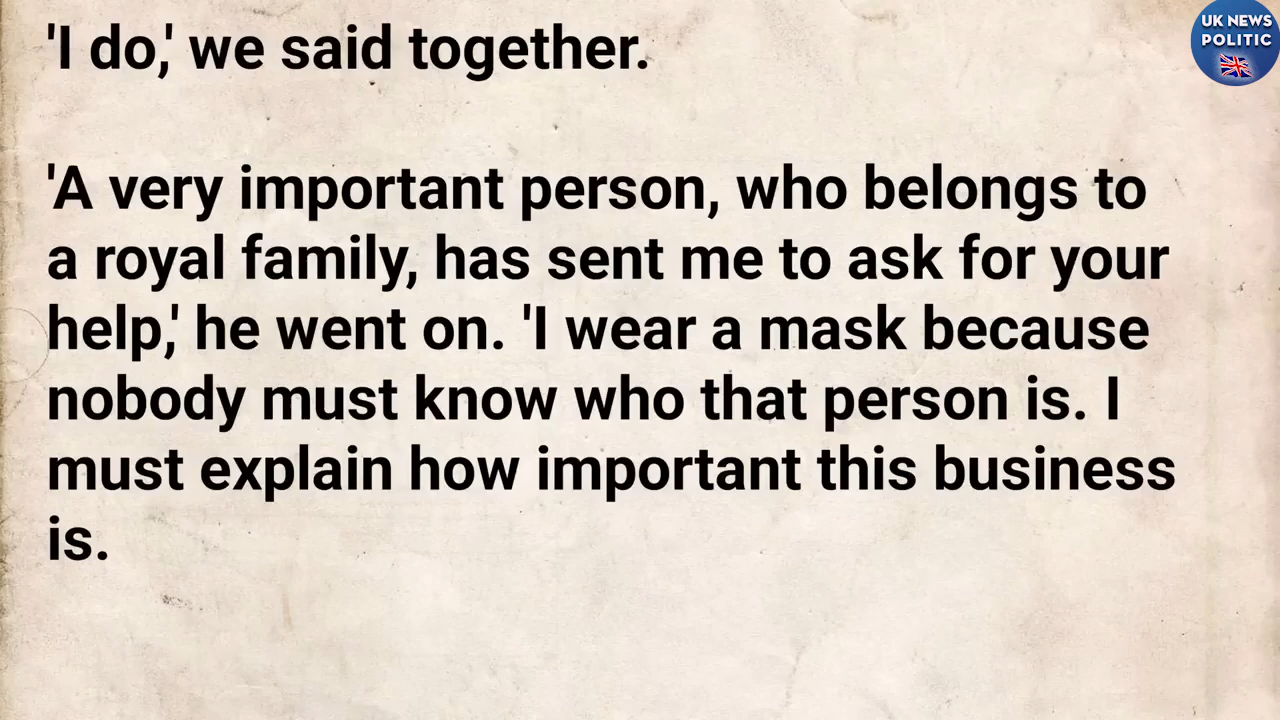 'I do,' we said together.
UK NEWS
POLITIC
'A very important person, who belongs to
a royal family, has sent me to ask for your
help,' he went on. 'I wear a mask because
nobody must know who that person is. I
must explain how important this business
is.